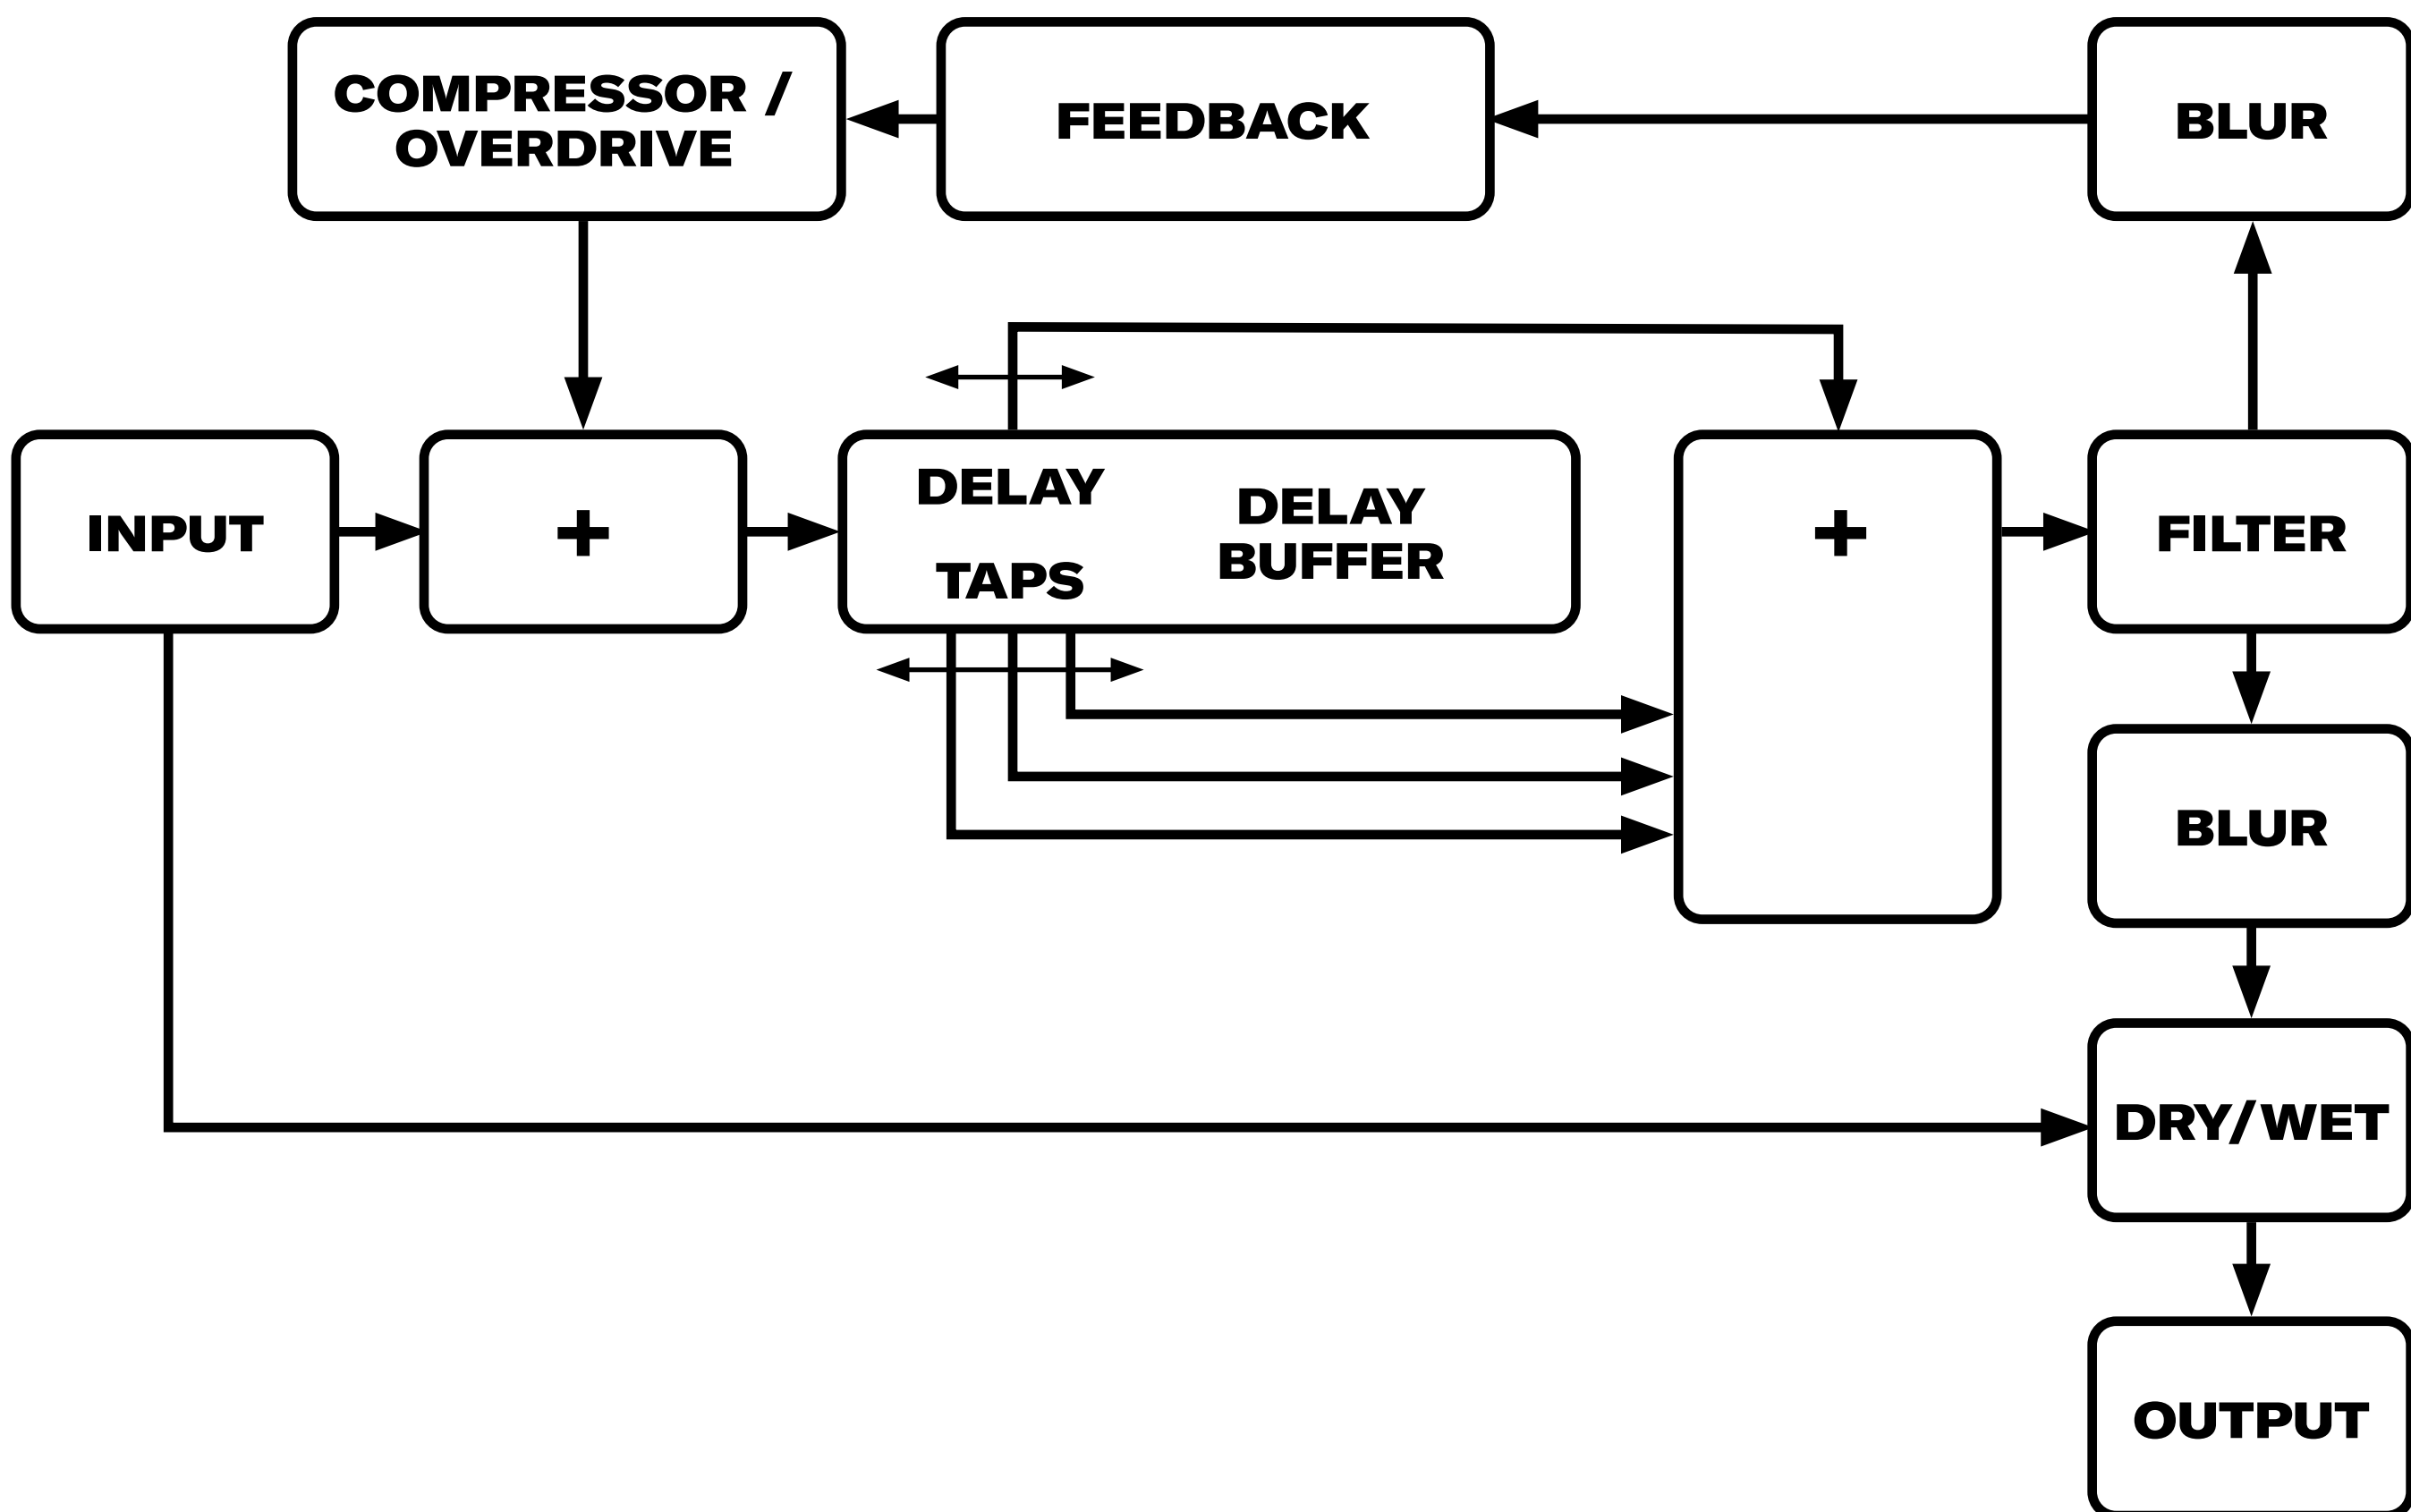 COMPRESSOR /
OVERDRIVE
FEEDBACK
BLUR
INPUT
+
DELAY
TAPS
DELAY
BUFFER
+
FILTER
BLUR
DRY/WET
OUTPUT